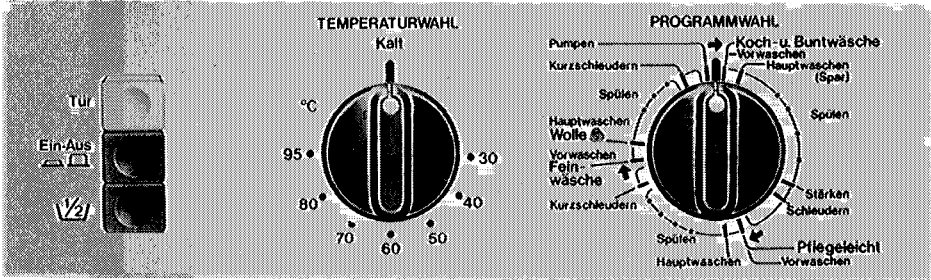 Tür
Ein-Aus
1/2
TEMPERATURWAHL
Kalt
°C
30
40
50
60
70
80
95
PROGRAMMWAHL
Koch-u. Buntwäsche
Vorwaschen
Hauptwaschen
(Spar)
Spülen
Stärken
Schleudern
Pflegeleicht
Vorwaschen
Hauptwaschen
Spülen
Kurzschleudern
Fein-
wäsche
Vorwaschen
Wolle
Hauptwaschen
Spülen
Kurzschleudern
Pumpen